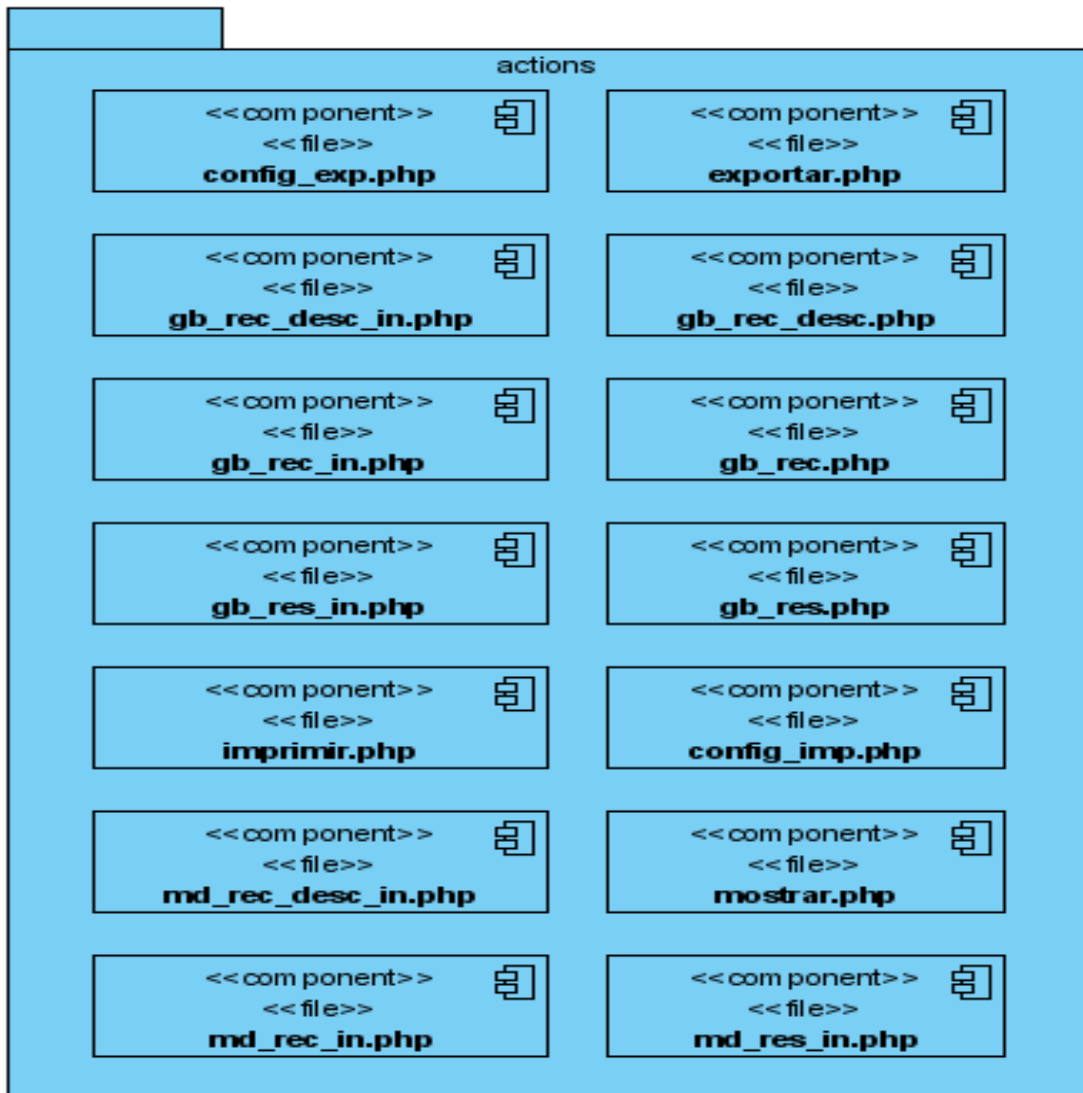 actions
<<component>>
<<file>>
config_exp.php
<<component>>
<<file>>
exportar.php
<<component>>
<<file>>
gb_rec_desc_in.php
<<component>>
<<file>>
gb_rec_desc.php
<<component>>
<<file>>
gb_rec_in.php
<<component>>
<<file>>
gb_rec.php
<<component>>
<<file>>
gb_res_in.php
<<component>>
<<file>>
gb_res.php
<<component>>
<<file>>
imprimir.php
<<component>>
<<file>>
config_imp.php
<<component>>
<<file>>
md_rec_desc_in.php
<<component>>
<<file>>
mostrar.php
<<component>>
<<file>>
md_rec_in.php
<<component>>
<<file>>
md_res_in.php